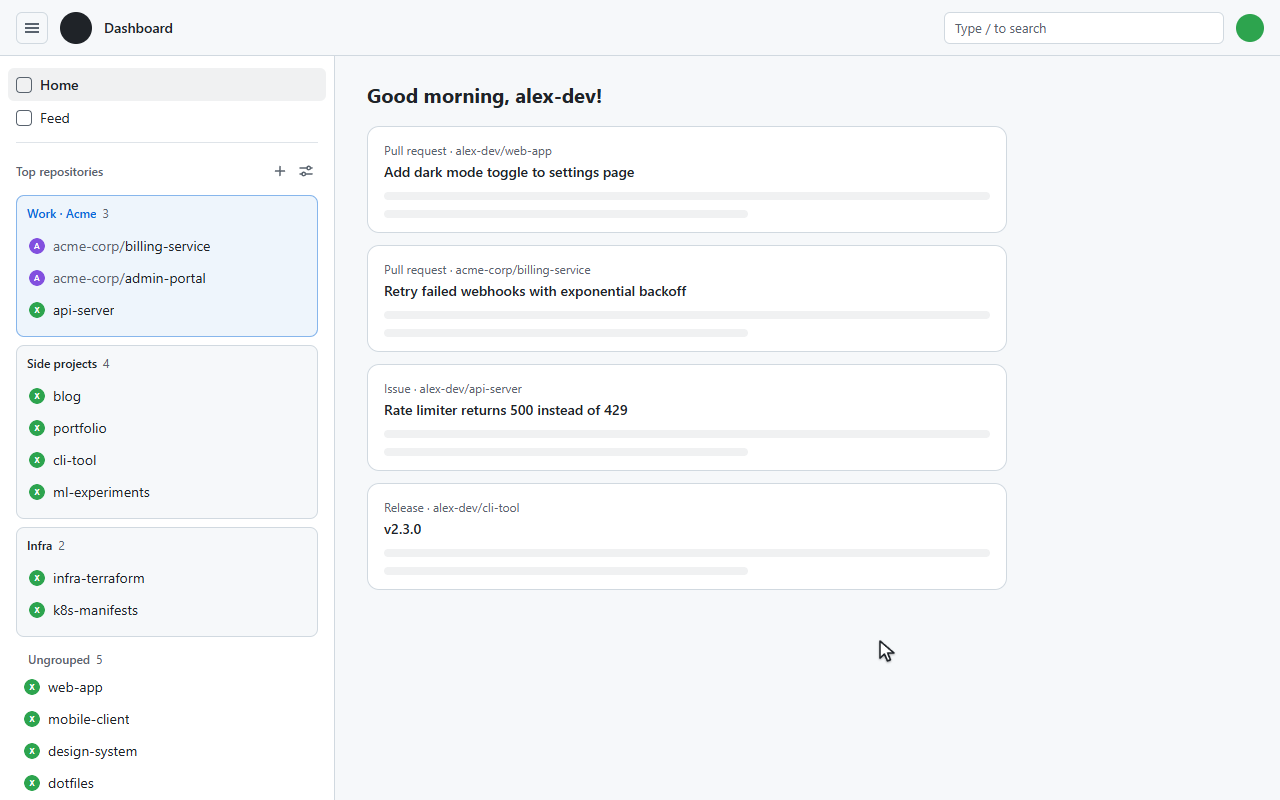 Dashboard
Type / to search
Home
Feed
Top repositories
Work · Acme 3
A acme-corp/billing-service
A acme-corp/admin-portal
X api-server
Side projects 4
X blog
X portfolio
X cli-tool
X ml-experiments
Infra 2
X infra-terraform
X k8s-manifests
Ungrouped 5
X web-app
X mobile-client
X design-system
X dotfiles
Good morning, alex-dev!
Pull request · alex-dev/web-app
Add dark mode toggle to settings page
Pull request · acme-corp/billing-service
Retry failed webhooks with exponential backoff
Issue · alex-dev/api-server
Rate limiter returns 500 instead of 429
Release · alex-dev/cli-tool
v2.3.0